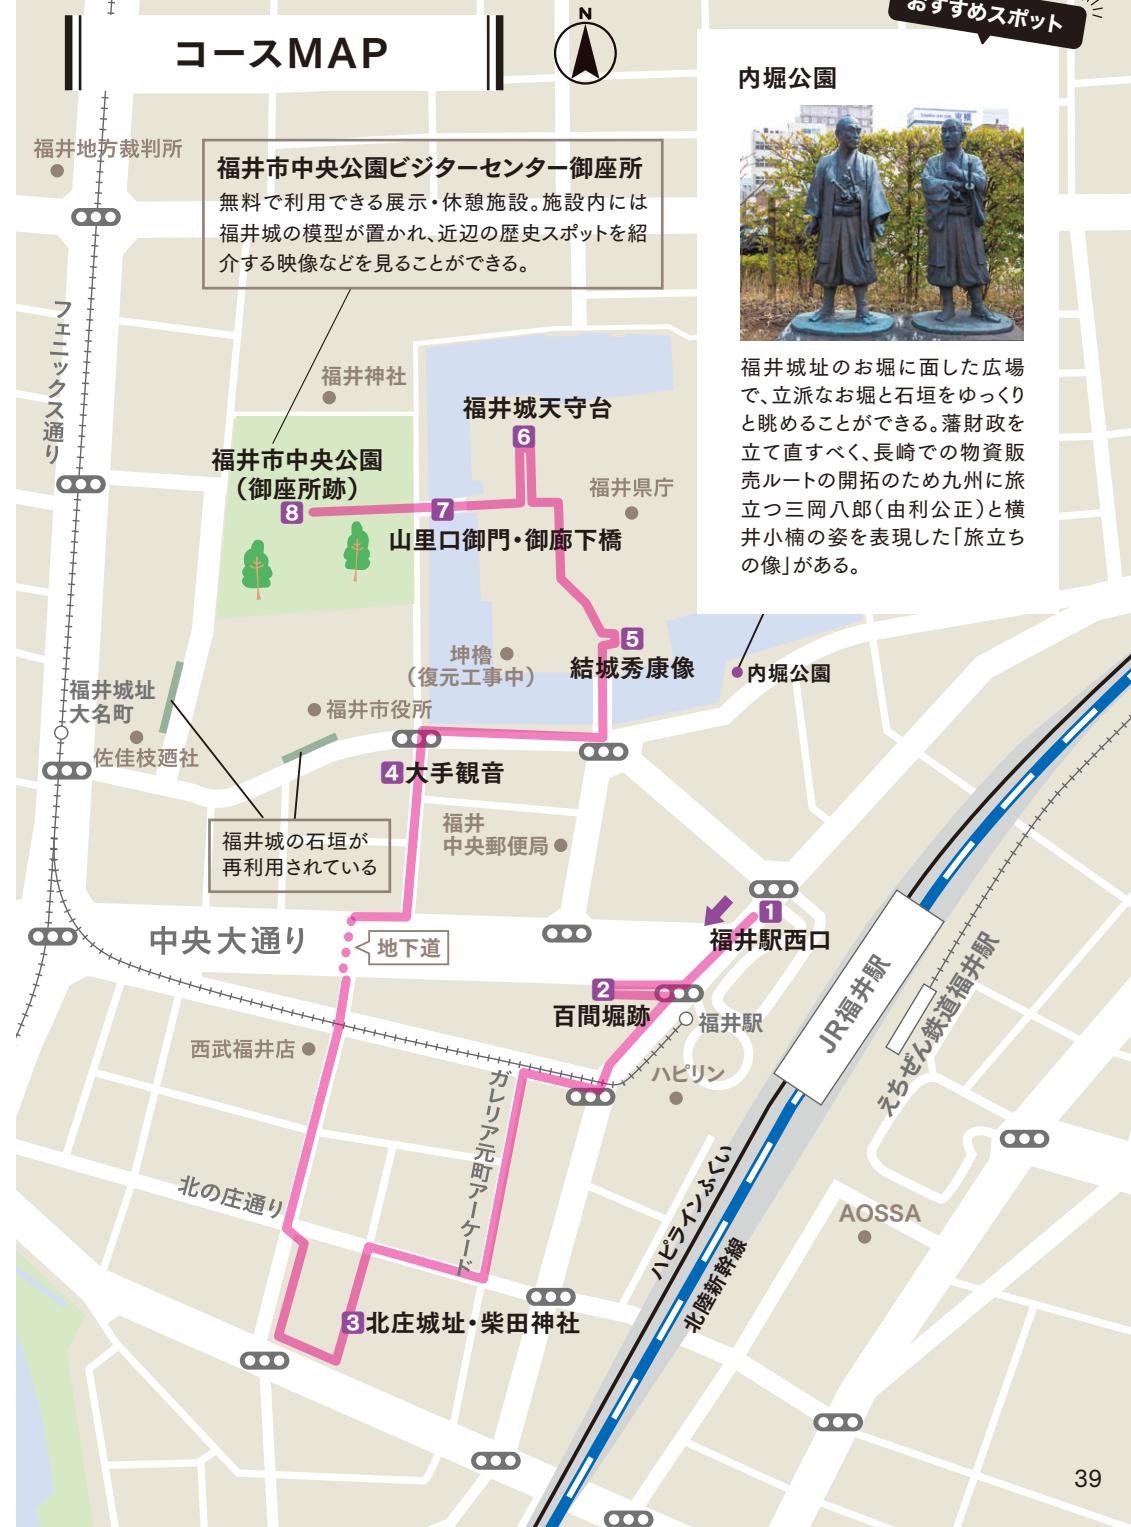 コースMAP
N
おすすめスポット
内堀公園
福井城址のお堀に面した広場
で、立派なお堀と石垣をゆっくり
と眺めることができる。藩財政を
立て直すべく、長崎での物資販
売ルートの開拓のため九州に旅
立つ三岡八郎（由利公正）と横
井小楠の姿を表現した「旅立ち
の像」がある。
福井地方裁判所
福井市中央公園ビジターセンター御座所
無料で利用できる展示・休憩施設。施設内には
福井城の模型が置かれ、近辺の歴史スポットを紹
介する映像などを見ることができる。
フェニックス通り
福井神社
福井城天守台
6
福井市中央公園
（御座所跡）
8
7
山里口御門・御廊下橋
福井県庁
5
結城秀康像
坤櫓
（復元工事中）
内堀公園
福井城址
大名町
佐佳枝廼社
福井市役所
4 大手観音
福井
中央郵便局
福井城の石垣が
再利用されている
中央大通り
地下道
1
福井駅西口
2
百間堀跡
福井駅
ハピリン
西武福井店
ガレリア元町アーケード
北の庄通り
3 北庄城址・柴田神社
JR福井駅
えちぜん鉄道福井駅
ハピラインふくい
北陸新幹線
AOSSA
39